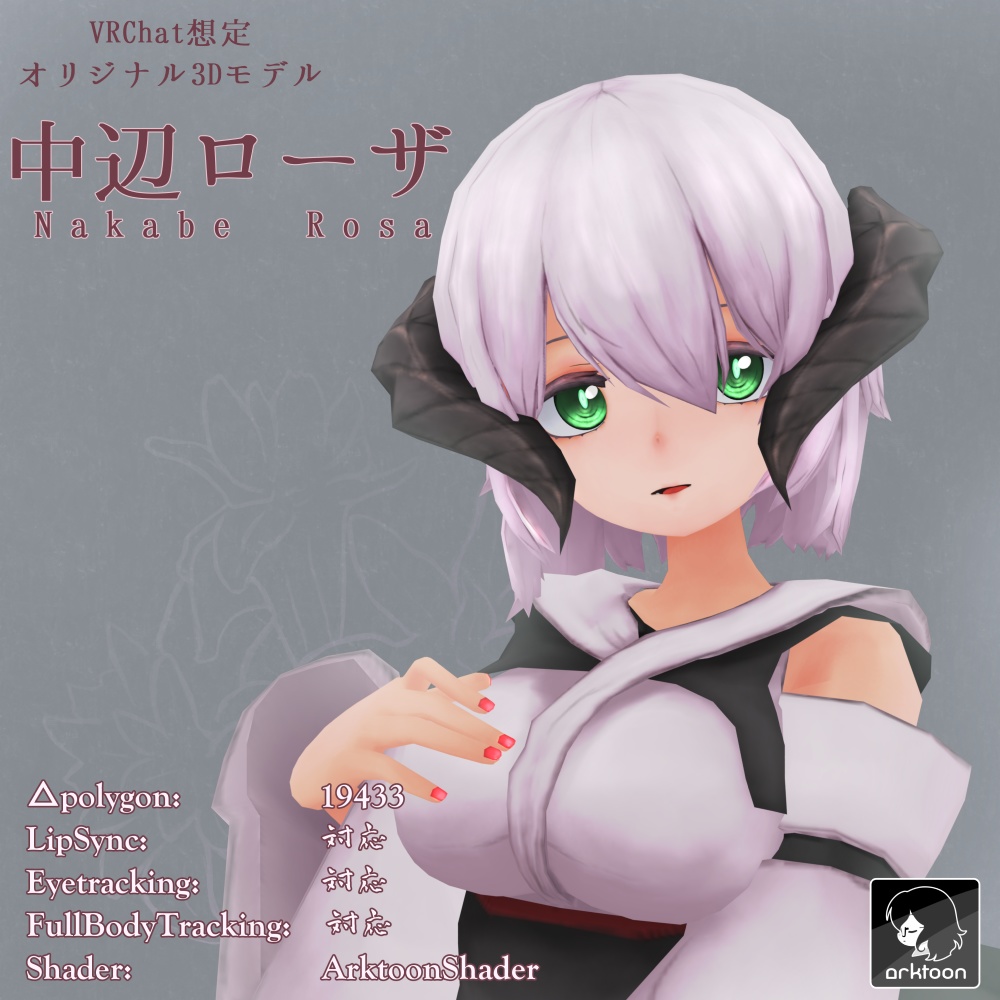 VRChat想定
オリジナル3Dモデル
中辺ローザ
Nakabe Rosa
△polygon: 19433
LipSync: 対応
Eyetracking: 対応
FullBodyTracking: 対応
Shader: ArktoonShader
arktoon